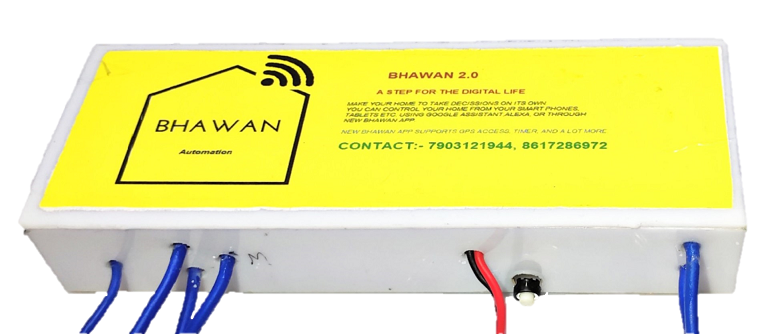 BHAWAN
Automation
BHAWAN 2.0
A STEP FOR THE DIGITAL LIFE
MAKE YOUR HOME TO TAKE DECISSIONS ON ITS OWN
YOU CAN CONTROL YOUR HOME FROM YOUR SMART PHONES,
TABLETS ETC. USING GOOGLE ASSISTANT,ALEXA, OR THROUGH
NEW BHAWAN APP
NEW BHAWAN APP SUPPORTS GPS ACCESS, TIMER, AND A LOT MORE
CONTACT:- 7903121944, 8617286972
M